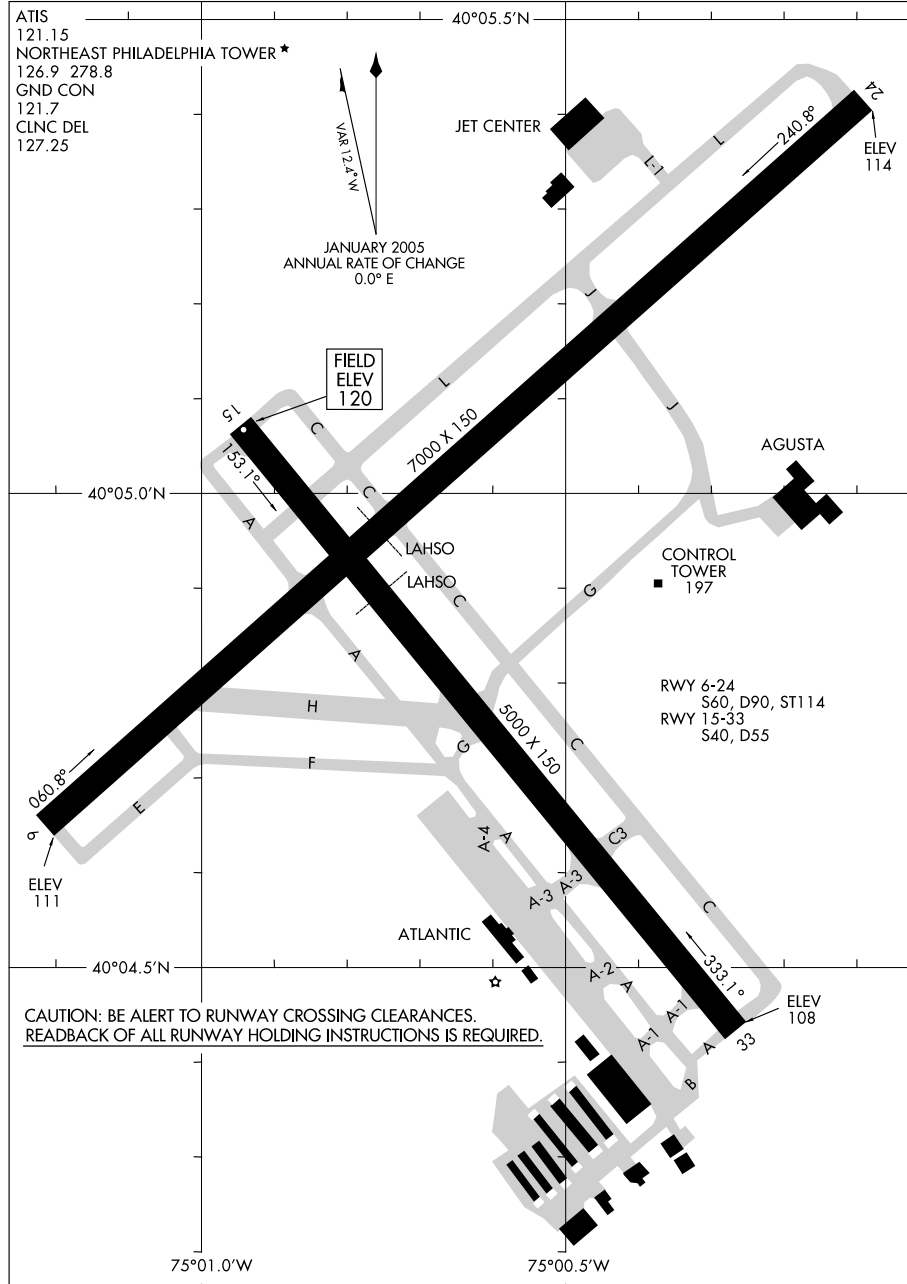 ATIS
121.15
NORTHEAST PHILADELPHIA TOWER
126.9 278.8
GND CON
121.7
CLNC DEL
127.25
40°05.5'N
VAR 12.4°W
JANUARY 2005
ANNUAL RATE OF CHANGE
0.0° E
JET CENTER
L-1
L
240.8°
24
ELEV
114
J
FIELD
ELEV
120
15
C
L
153.1°
7000 X 150
J
AGUSTA
40°05.0'N
A
C
LAHSO
LAHSO
C
G
CONTROL
TOWER
197
A
RWY 6-24
S60, D90, ST114
RWY 15-33
S40, D55
H
G
5000 X 150
C
F
060.8°
E
6
ELEV
111
A-4
A
C3
A-3
A-3
C
ATLANTIC
40°04.5'N
A-2
A
333.1°
A-1
A-1
ELEV
108
A
33
B
CAUTION: BE ALERT TO RUNWAY CROSSING CLEARANCES.
READBACK OF ALL RUNWAY HOLDING INSTRUCTIONS IS REQUIRED.
75°01.0'W
75°00.5'W